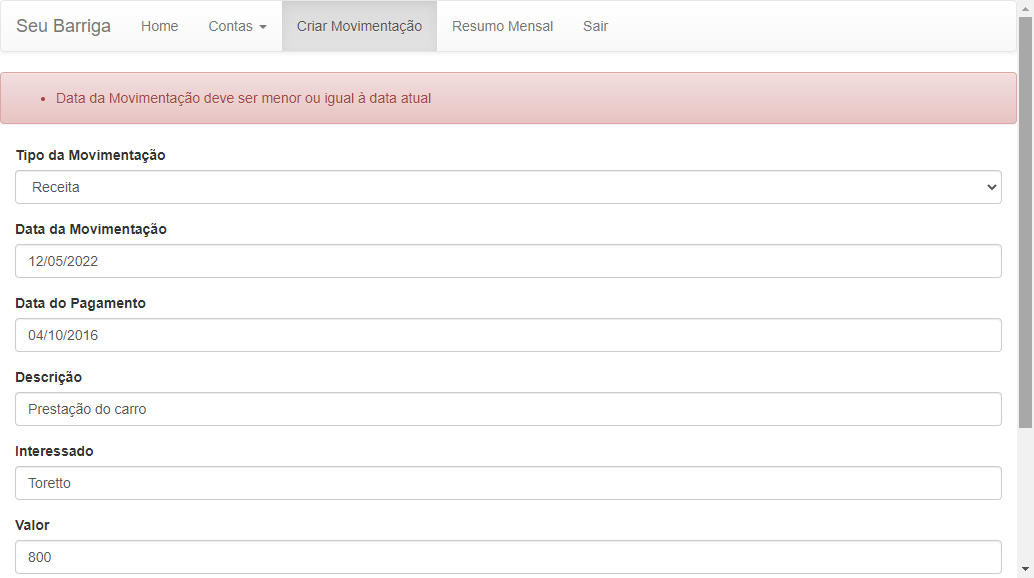 Seu Barriga Home Contas Criar Movimentação Resumo Mensal Sair
Data da Movimentação deve ser menor ou igual à data atual
Tipo da Movimentação
Receita
Data da Movimentação
12/05/2022
Data do Pagamento
04/10/2016
Descrição
Prestação do carro
Interessado
Toretto
Valor
800